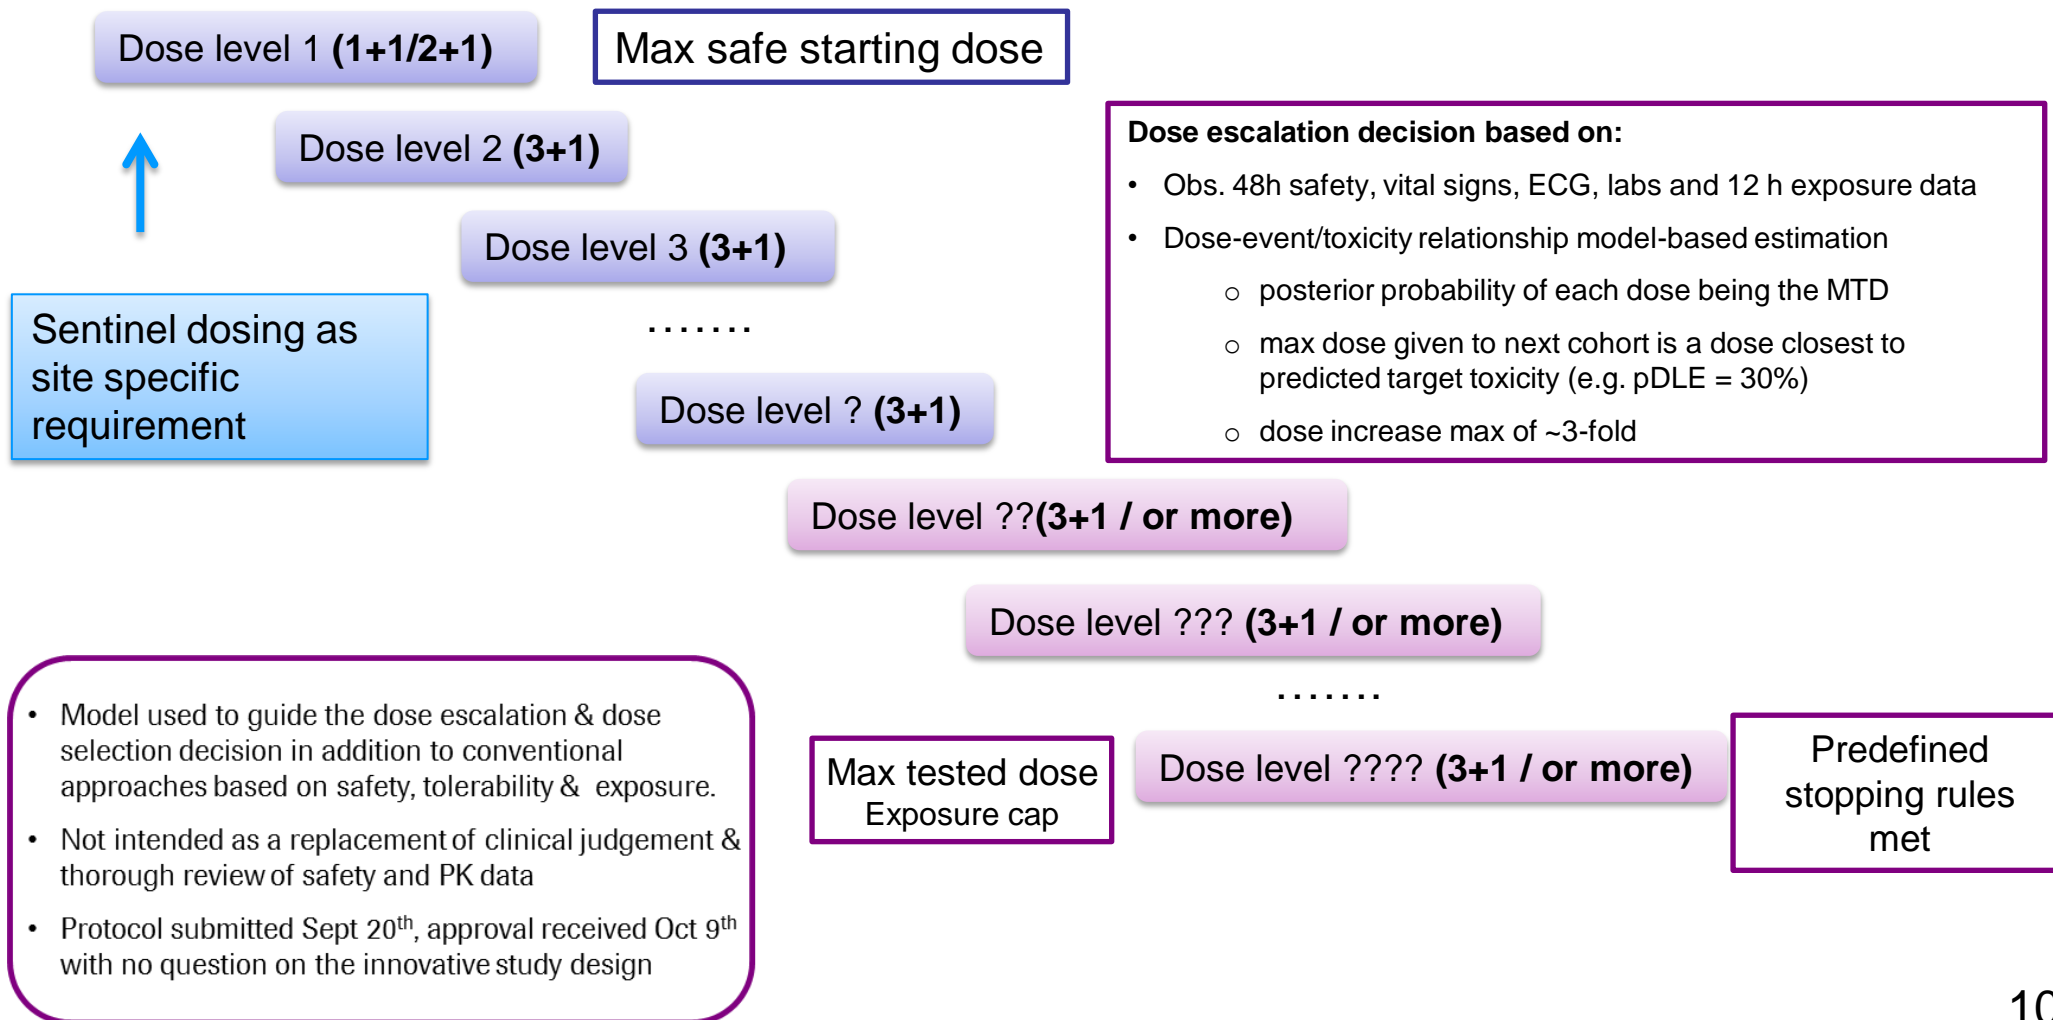 Dose level 1 (1+1/2+1)
Max safe starting dose
Dose level 2 (3+1)
Dose level 3 (3+1)
.......
Dose level ? (3+1)
Sentinel dosing as
site specific
requirement
Dose escalation decision based on:
• Obs. 48h safety, vital signs, ECG, labs and 12 h exposure data
• Dose-event/toxicity relationship model-based estimation
o posterior probability of each dose being the MTD
o max dose given to next cohort is a dose closest to
predicted target toxicity (e.g. pDLE = 30%)
o dose increase max of ~3-fold
Dose level ??(3+1 / or more)
Dose level ??? (3+1 / or more)
.......
Dose level ???? (3+1 / or more)
Max tested dose
Exposure cap
Predefined
stopping rules
met
• Model used to guide the dose escalation & dose
selection decision in addition to conventional
approaches based on safety, tolerability & exposure.
• Not intended as a replacement of clinical judgement &
thorough review of safety and PK data
• Protocol submitted Sept 20th, approval received Oct 9th
with no question on the innovative study design
10